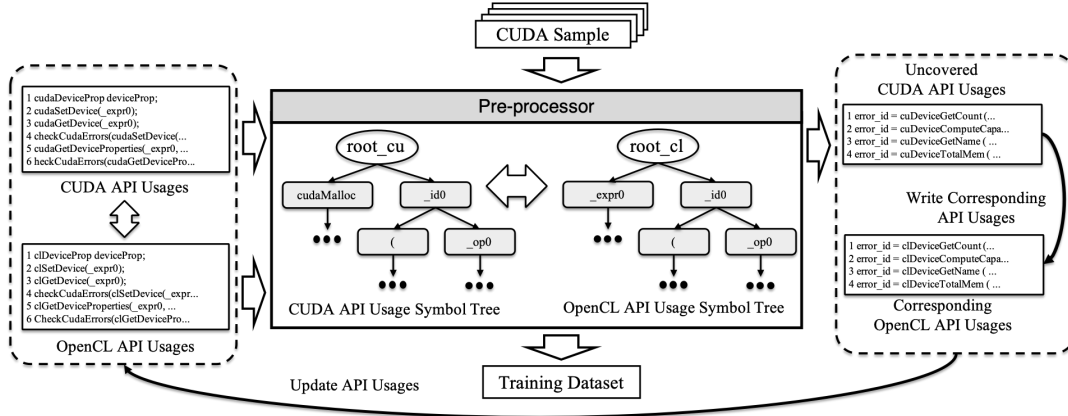 CUDA Sample
1 cudaDeviceProp deviceProp;
2 cudaSetDevice(_expr0);
3 cudaGetDevice(_expr0);
4 checkCudaErrors(cudaSetDevice(...
5 cudaGetDeviceProperties(_expr0, ...
6 heckCudaErrors(cudaGetDevicePro...
CUDA API Usages
1 clDeviceProp deviceProp;
2 clSetDevice(_expr0);
3 clGetDevice(_expr0);
4 checkCudaErrors(clSetDevice(_expr...
5 clGetDeviceProperties(_expr0, ...
6 CheckCudaErrors(clGetDevicePro...
OpenCL API Usages
Pre-processor
root_cu
cudaMalloc
_id0
(
_op0
CUDA API Usage Symbol Tree
root_cl
_expr0
_id0
(
_op0
OpenCL API Usage Symbol Tree
Uncovered
CUDA API Usages
1 error_id = cuDeviceGetCount (...
2 error_id = cuDeviceComputeCapa...
3 error_id = cuDeviceGetName ( ...
4 error_id = cuDeviceTotalMem ( ...
Write Corresponding
API Usages
1 error_id = clDeviceGetCount (...
2 error_id = clDeviceComputeCapa...
3 error_id = clDeviceGetName ( ...
4 error_id = clDeviceTotalMem ( ...
Corresponding
OpenCL API Usages
Update API Usages
Training Dataset